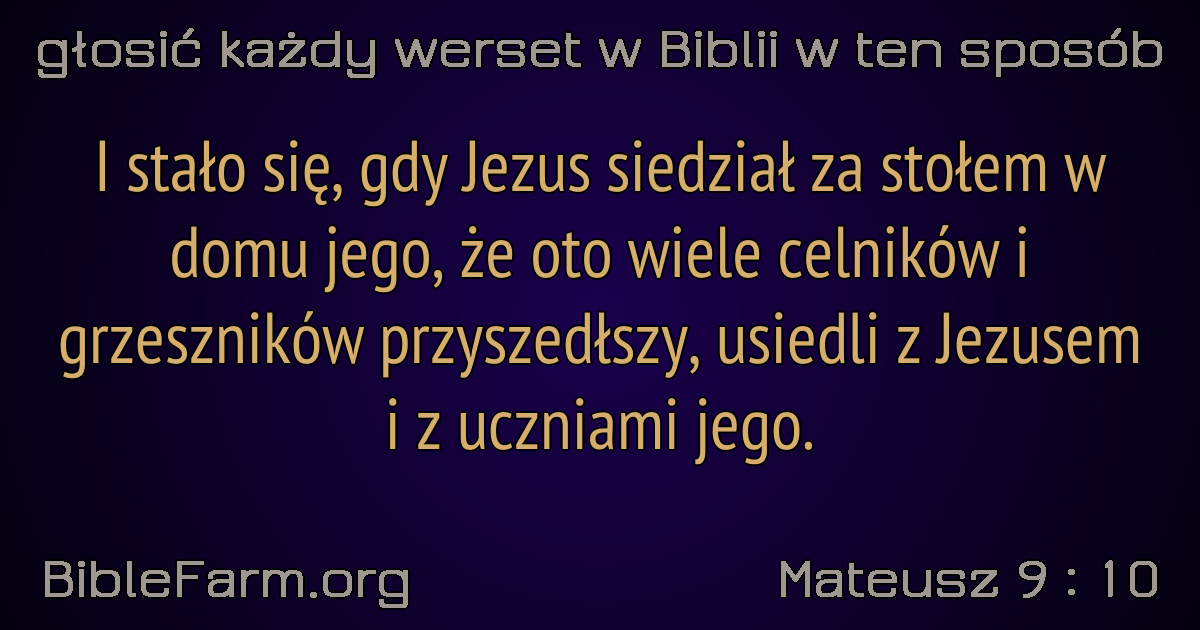 głosić każdy werset w Biblii w ten sposób
I stało się, gdy Jezus siedział za stołem w
domu jego, że oto wiele celników i
grzeszników przyszedłszy, usiedli z Jezusem
i z uczniami jego.
BibleFarm.org
Mateusz 9 : 10